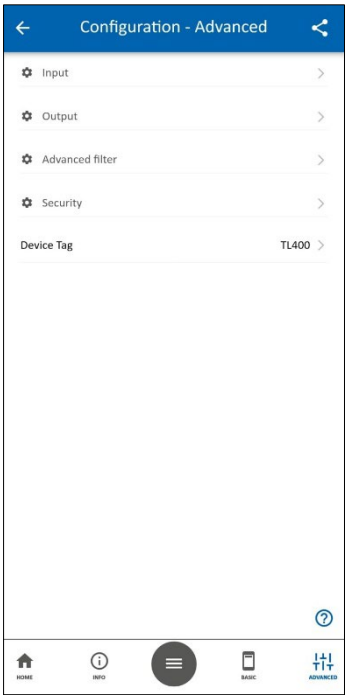 Configuration - Advanced
Input
Output
Advanced filter
Security
Device Tag TL400
?
HOME INFO BASIC ADVANCED